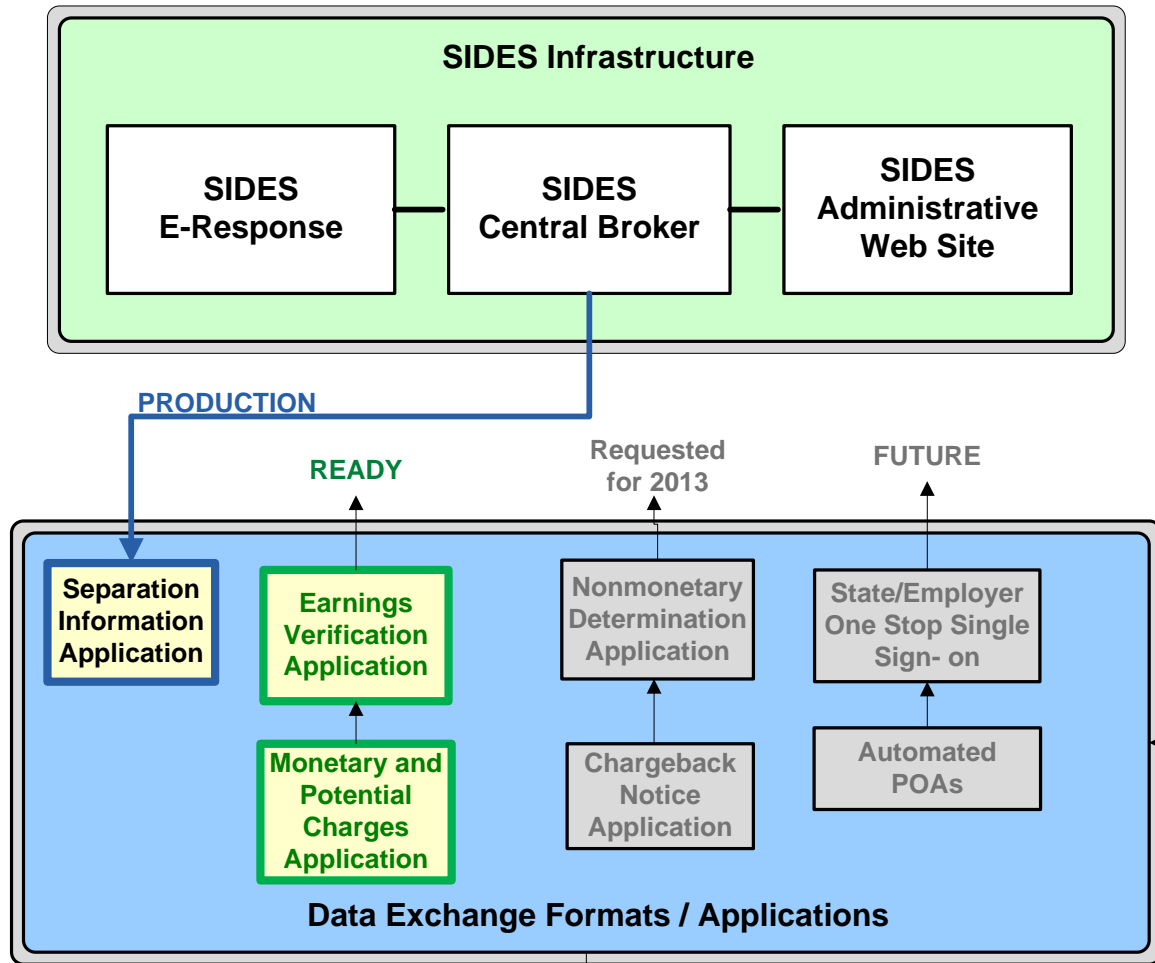 SIDES Infrastructure
SIDES
E-Response
SIDES
Central Broker
SIDES
Administrative
Web Site
PRODUCTION
READY
Requested
for 2013
FUTURE
Separation
Information
Application
Earnings
Verification
Application
Nonmonetary
Determination
Application
State/Employer
One Stop Single
Sign- on
Monetary and
Potential
Charges
Application
Chargeback
Notice
Application
Automated
POAs
Data Exchange Formats / Applications